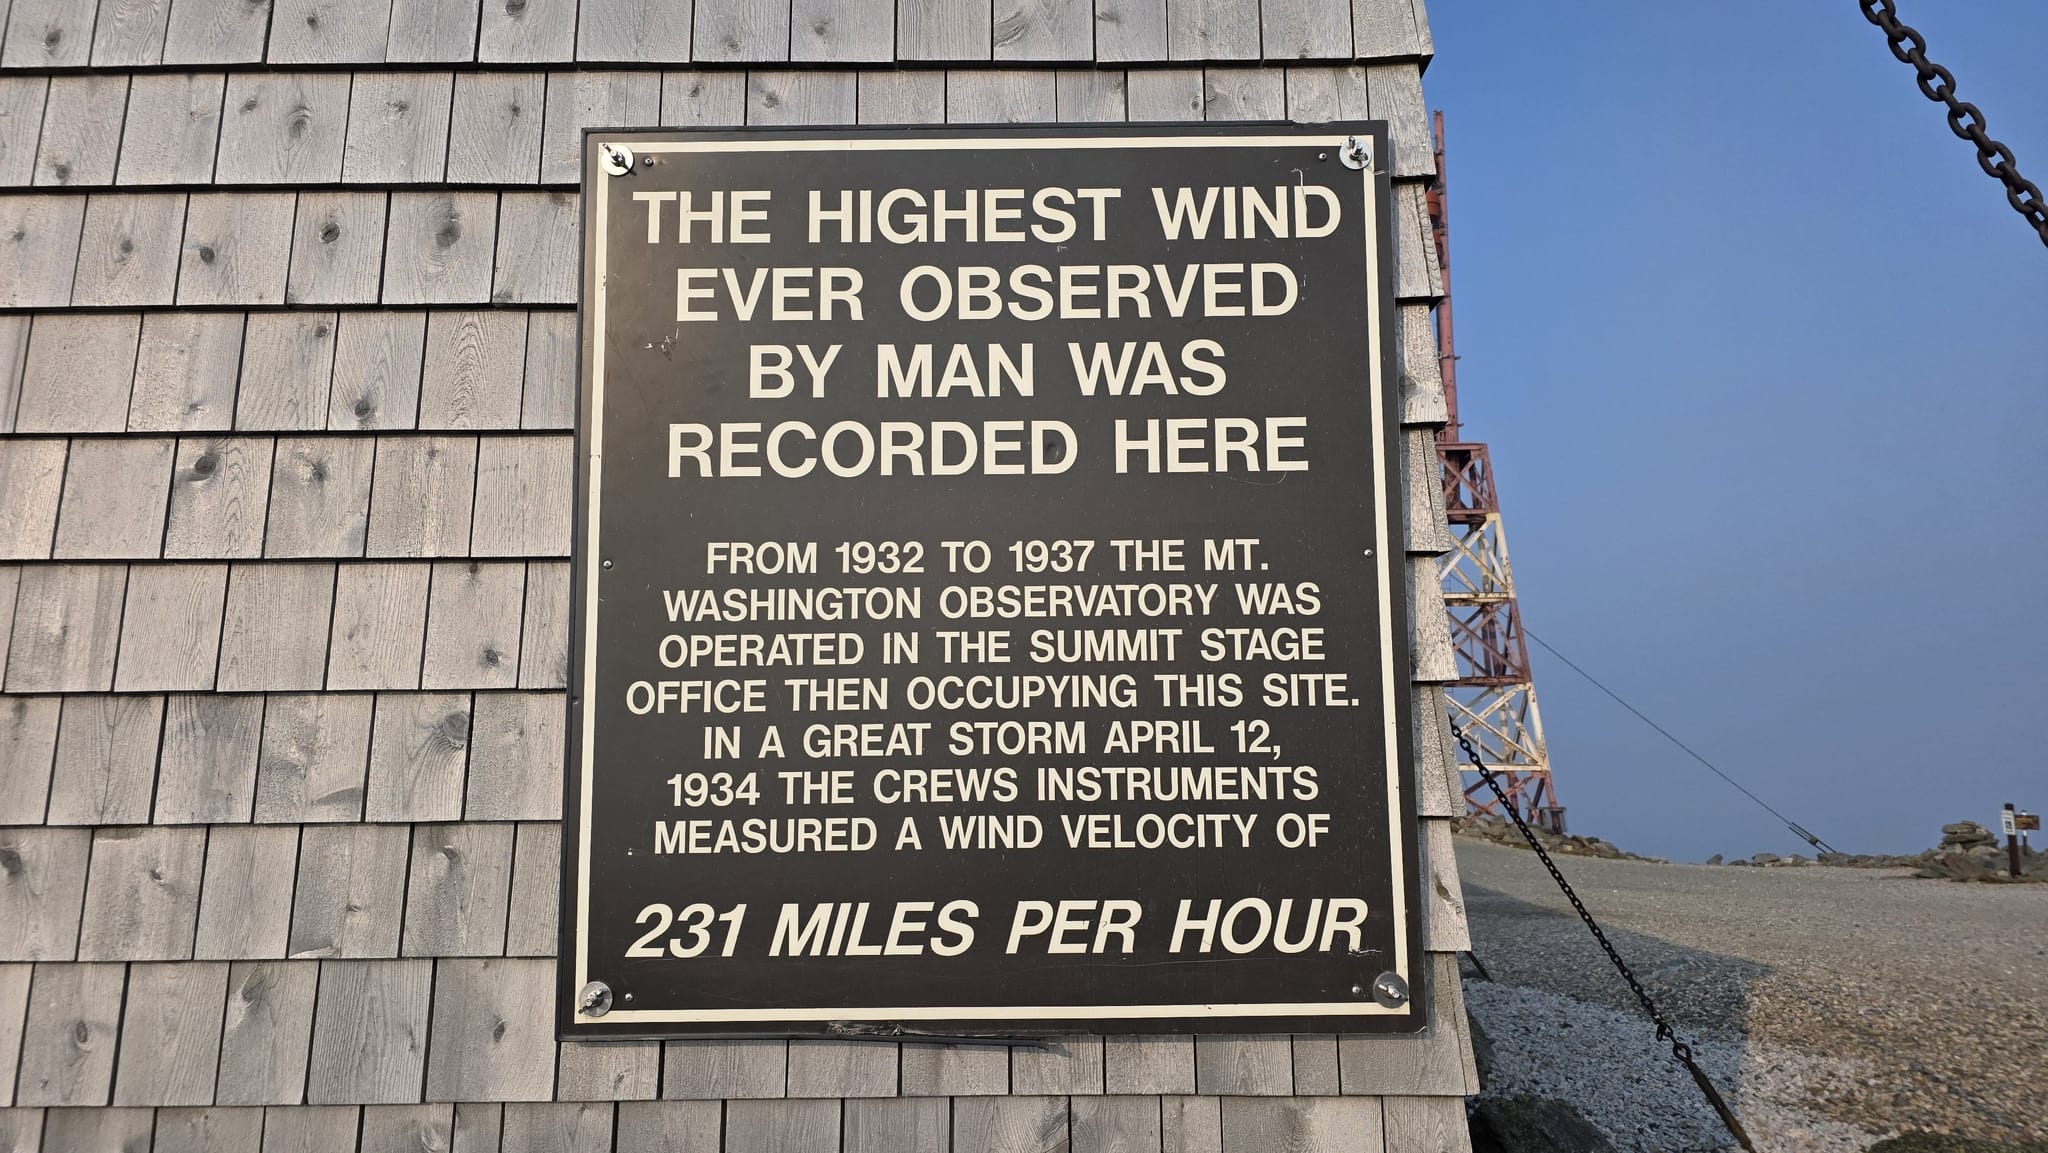 THE HIGHEST WIND
EVER OBSERVED
BY MAN WAS
RECORDED HERE
FROM 1932 TO 1937 THE MT.
WASHINGTON OBSERVATORY WAS
OPERATED IN THE SUMMIT STAGE
OFFICE THEN OCCUPYING THIS SITE.
IN A GREAT STORM APRIL 12,
1934 THE CREWS INSTRUMENTS
MEASURED A WIND VELOCITY OF
231 MILES PER HOUR